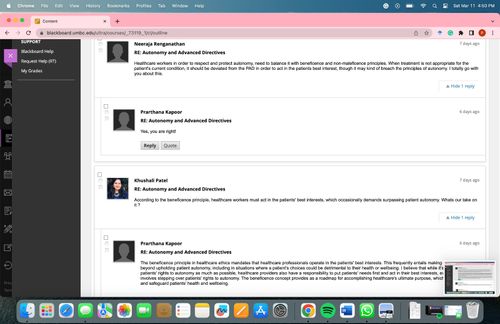 Chrome File Edit View History Bookmarks Profiles Tab Window Help
Sat Mar 11 4:50 PM
Content
blackboard.umbc.edu/ultra/courses/_73119_1/cl/outline
SUPPORT
Blackboard Help
Request Help (RT)
My Grades
Neeraja Renganathan
7 days ago
RE: Autonomy and Advanced Directives
Healthcare workers in order to respect and protect autonomy, need to balance it with beneficence and non-maleficence principles. When treatment is not appropriate for the
patient's current condition, it should be deviated from the PAD in order to act in the patients best interest, though it may kind of breach the principles of autonomy. I totally go with
you about this.
Hide 1 reply
Prarthana Kapoor
6 days ago
RE: Autonomy and Advanced Directives
Yes, you are right!
Reply Quote
Khushali Patel
7 days ago
RE: Autonomy and Advanced Directives
According to the beneficence principle, healthcare workers must act in the patients' best interests, which occasionally demands surpassing patient autonomy. Whats our take on
it ?
Hide 1 reply
Prarthana Kapoor
6 days ago
RE: Autonomy and Advanced Directives
The beneficence principle in healthcare ethics mandates that healthcare professionals operate in the patients' best interests. This frequently entails making
beyond upholding patient autonomy, including in situations where a patient's choices could be detrimental to their health or wellbeing. I believe that while it's
patients' rights to autonomy as much as possible, healthcare providers also have a responsibility to put patients' needs first and act in their best interests, e
involves stepping over patients' rights to autonomy. The beneficence concept provides as a roadmap for accomplishing healthcare's ultimate purpose, which
and safeguard patients' health and wellbeing.